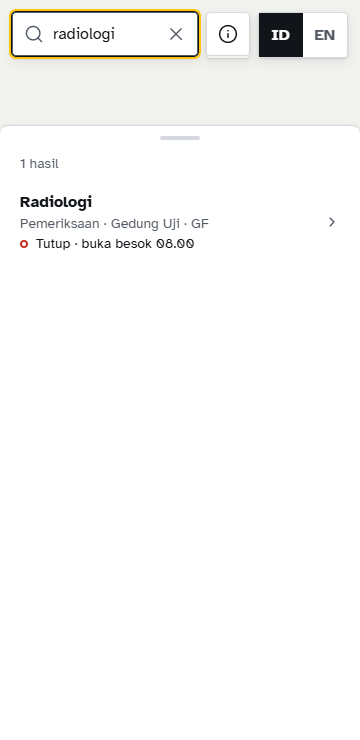 radiologi
ID
EN
1 hasil
Radiologi
Pemeriksaan · Gedung Uji · GF
Tutup · buka besok 08.00